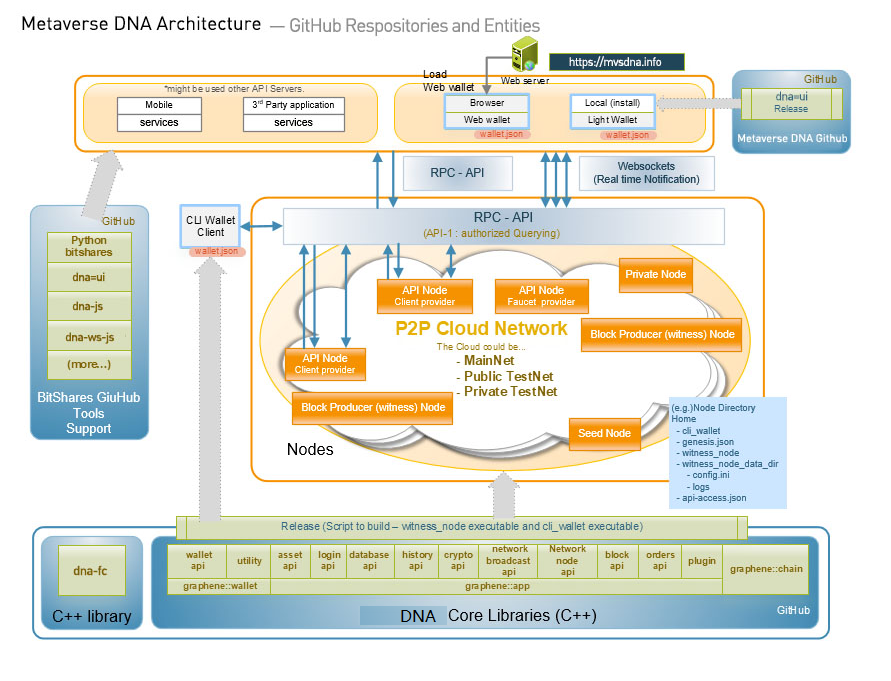 Metaverse DNA Architecture — GitHub Respositories and Entities
https://mvsdna.info
Load
Web wallet
Web server
*might be used other API Servers.
Mobile
services
3rd Party application
services
Browser
Web wallet
wallet.json
Local (install)
Light Wallet
wallet.json
GitHub
dna=ui
Release
Metaverse DNA Github
RPC - API
Websockets
(Real time Notification)
GitHub
Python
bitshares
dna=ui
dna-js
dna-ws-js
(more...)
BitShares GiuHub
Tools
Support
CLI Wallet
Client
wallet.json
RPC - API
(API-1 : authorized Querying)
API Node
Client provider
API Node
Faucet provider
Private Node
P2P Cloud Network
The Cloud could be...
- MainNet
- Public TestNet
- Private TestNet
Block Producer (witness) Node
API Node
Client provider
Block Producer (witness) Node
Seed Node
Nodes
(e.g.)Node Directory
Home
- cli_wallet
- genesis.json
- witness_node
- witness_node_data_dir
- config.ini
- logs
- api-access.json
Release (Script to build – witness_node executable and cli_wallet executable)
dna-fc
C++ library
wallet
api
utility
asset
api
login
api
database
api
history
api
crypto
api
network
broadcast
api
Network
node
api
block
api
orders
api
plugin
graphene::chain
graphene::wallet
graphene::app
DNA Core Libraries (C++)
GitHub